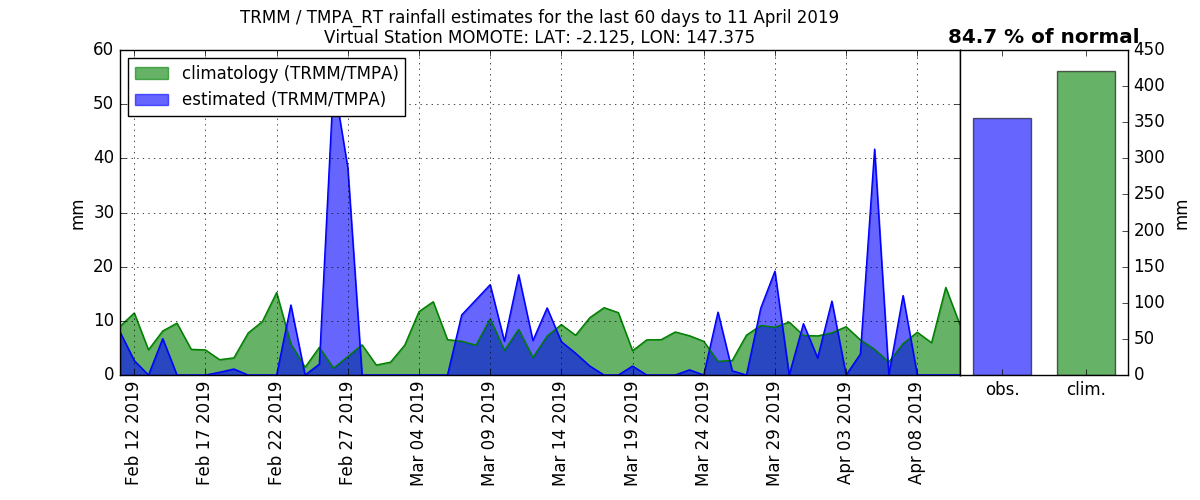 TRMM / TMPA_RT rainfall estimates for the last 60 days to 11 April 2019
Virtual Station MOMOTE: LAT: -2.125, LON: 147.375
84.7 % of normal
climatology (TRMM/TMPA)
estimated (TRMM/TMPA)
60
50
40
30
20
10
0
mm
Feb 12 2019
Feb 17 2019
Feb 22 2019
Feb 27 2019
Mar 04 2019
Mar 09 2019
Mar 14 2019
Mar 19 2019
Mar 24 2019
Mar 29 2019
Apr 03 2019
Apr 08 2019
450
400
350
300
250
200
150
100
50
0
mm
obs.
clim.